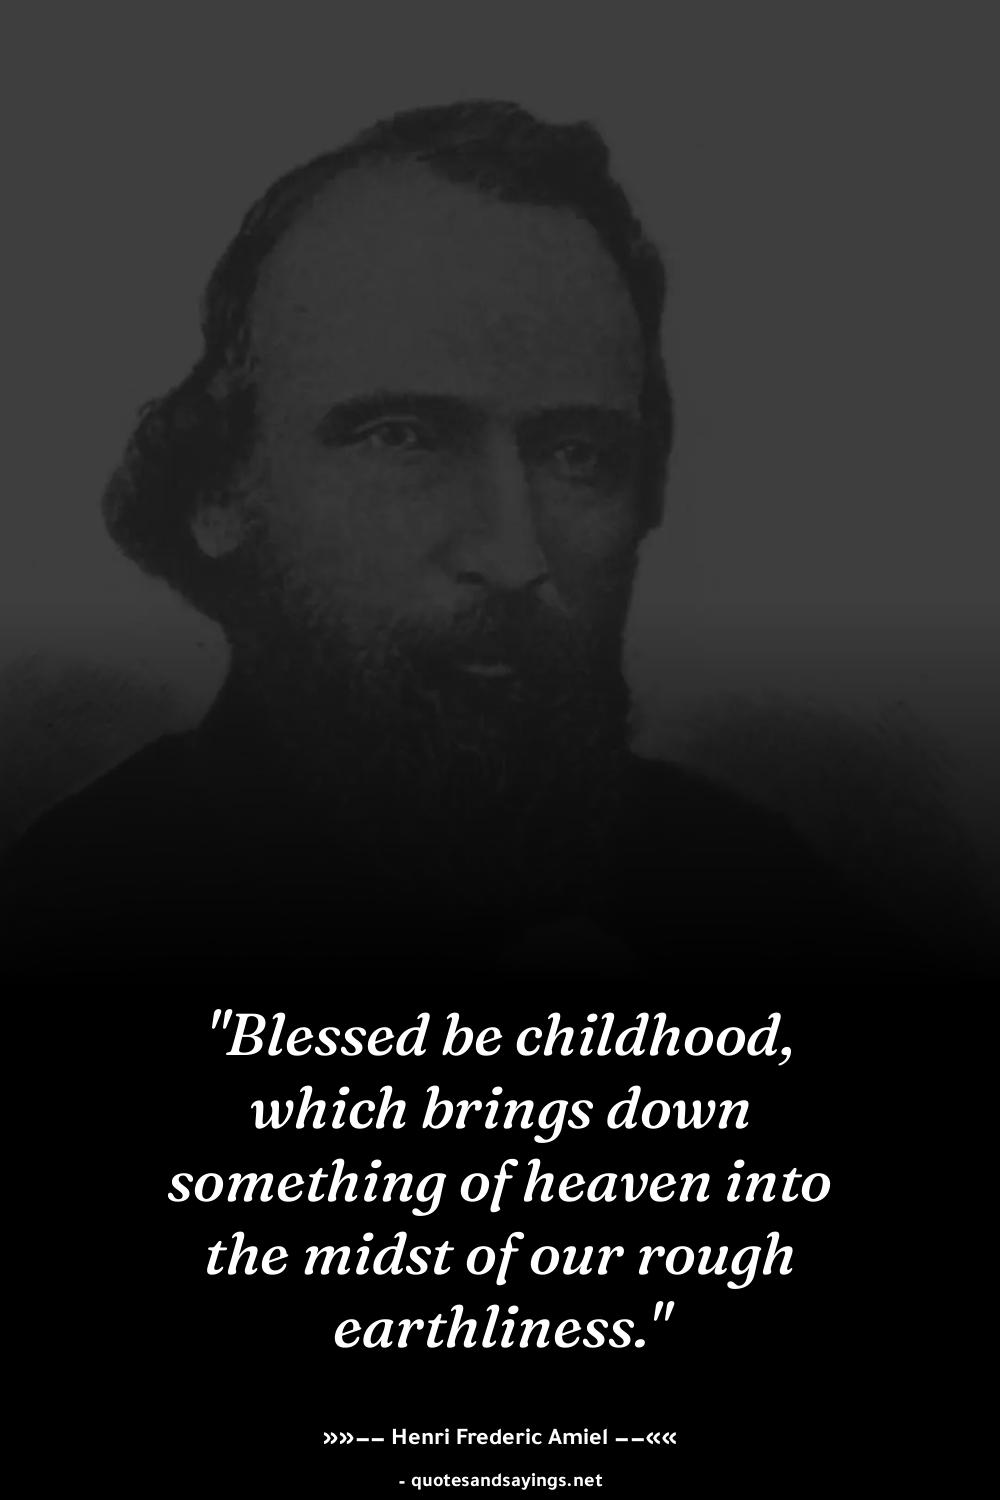 "Blessed be childhood,
which brings down
something of heaven into
the midst of our rough
earthliness."
»»−− Henri Frederic Amiel −−««
- quotesandsayings.net